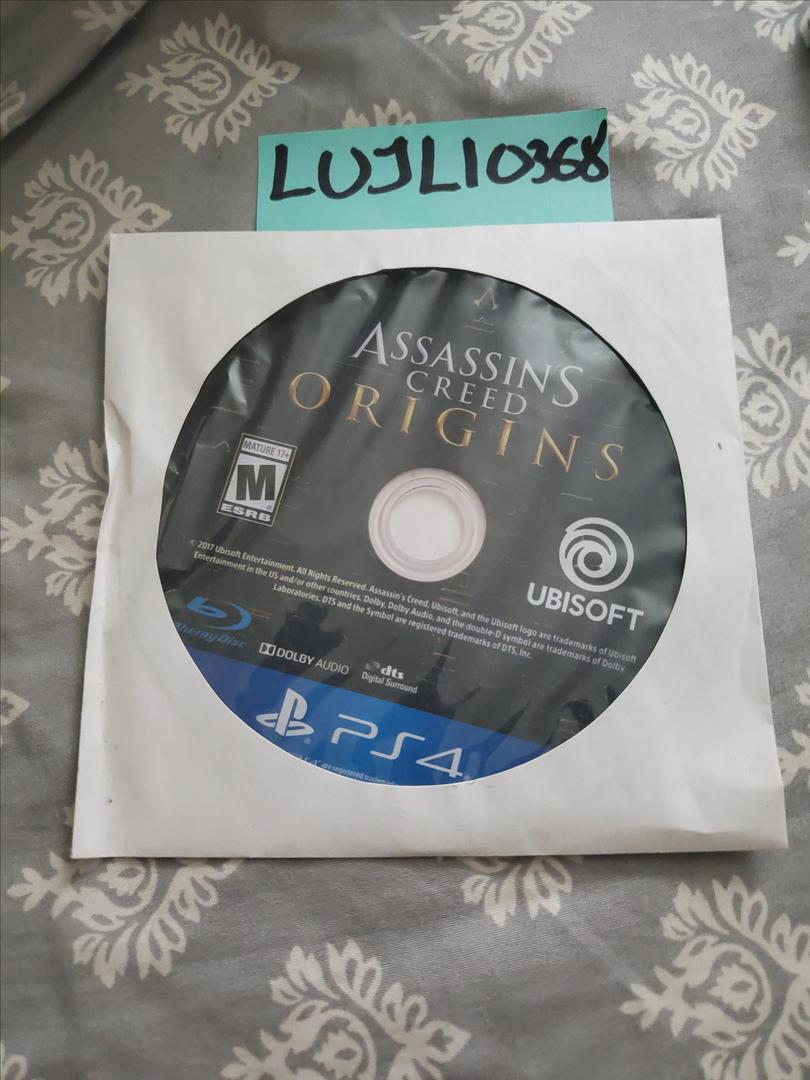 LUJLIO368
ASSASSIN'S
CREED
ORIGINS
MATURE 17+
M
ESRB
© 2017 Ubisoft Entertainment. All Rights Reserved. Assassin's Creed, Ubisoft, and the Ubisoft logo are trademarks of Ubisoft
Entertainment in the US and/or other countries. Dolby, Dolby Audio, and the double-D symbol are trademarks of Dolby
Laboratories. DTS and the Symbol are registered trademarks of DTS, Inc.
UBISOFT
Blu-ray Disc
DOLBY AUDIO
dts
Digital Surround
PS4
are registered